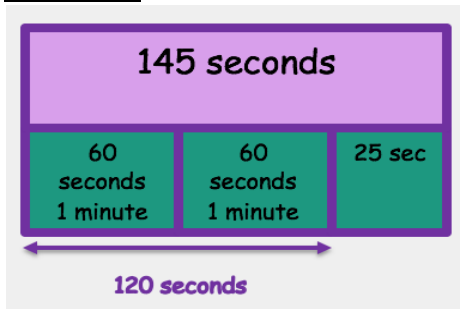 145 seconds
60
seconds
1 minute
60
seconds
1 minute
25 sec
120 seconds